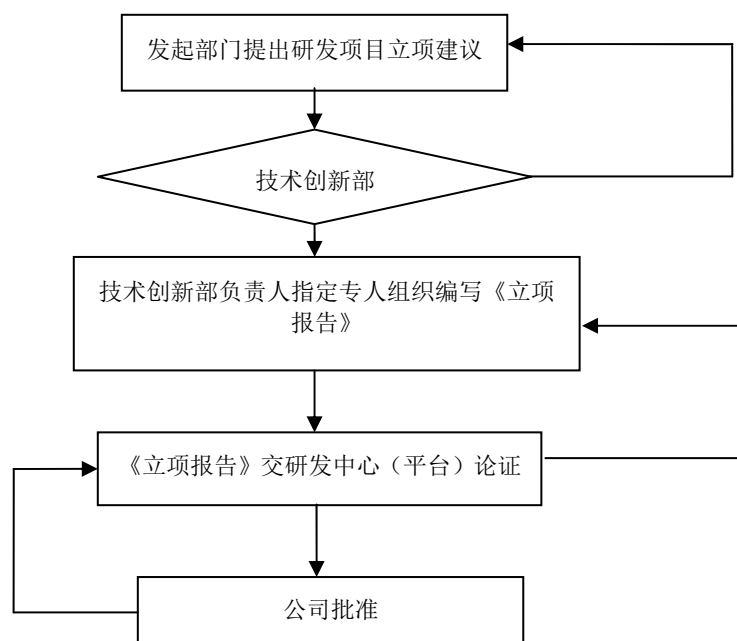 发起部门提出研发项目立项建议
技术创新部
技术创新部负责人指定专人组织编写《立项
报告》
《立项报告》交研发中心（平台）论证
公司批准